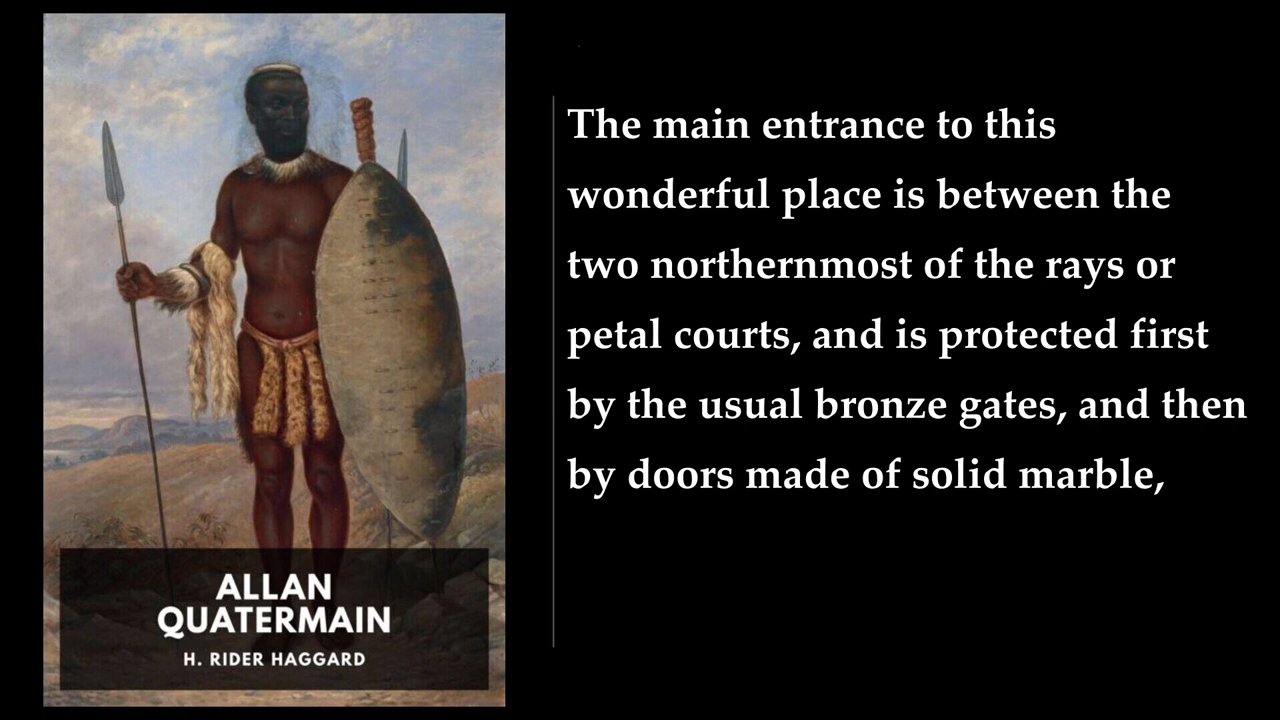 ALLAN
QUATERMAIN
H. RIDER HAGGARD
The main entrance to this
wonderful place is between the
two northernmost of the rays or
petal courts, and is protected first
by the usual bronze gates, and then
by doors made of solid marble,